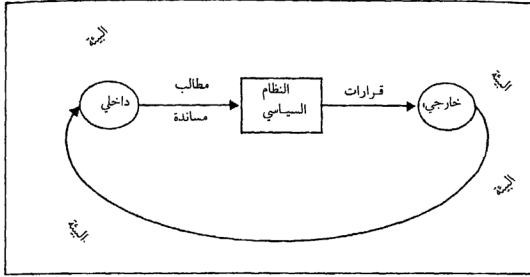 البيئة
البيئة
مطالب
النظام
قرارات
داخلي
السياسي
خارجي
مساندة
البيئة
البيئة